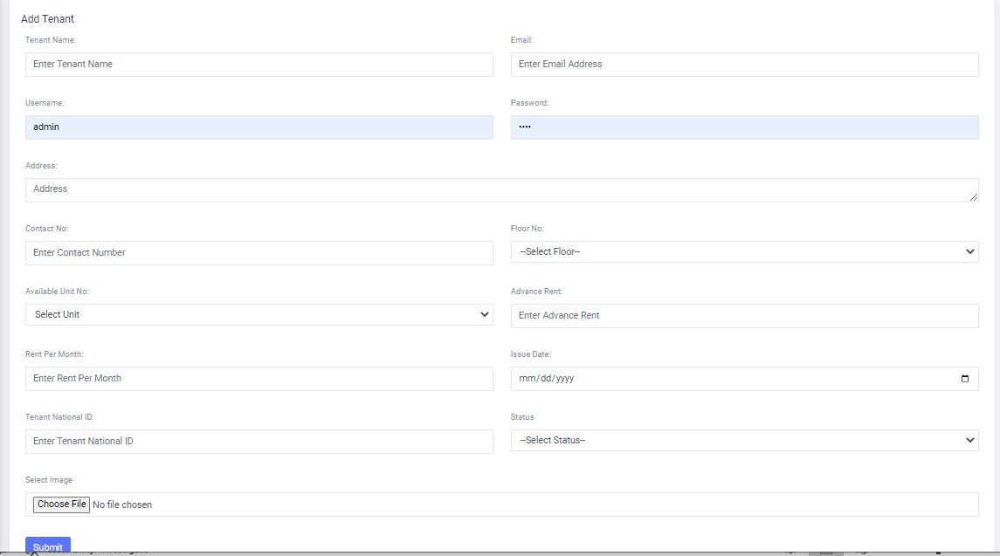 Add Tenant
Tenant Name:
Email:
Enter Tenant Name
Enter Email Address
Username:
Password:
admin
••••
Address:
Address
Contact No:
Floor No:
Enter Contact Number
--Select Floor--
Available Unit No:
Advance Rent:
Select Unit
Enter Advance Rent
Rent Per Month:
Issue Date:
Enter Rent Per Month
mm/dd/yyyy
Tenant National ID:
Status
Enter Tenant National ID
--Select Status--
Select Image
Choose File No file chosen
Submit